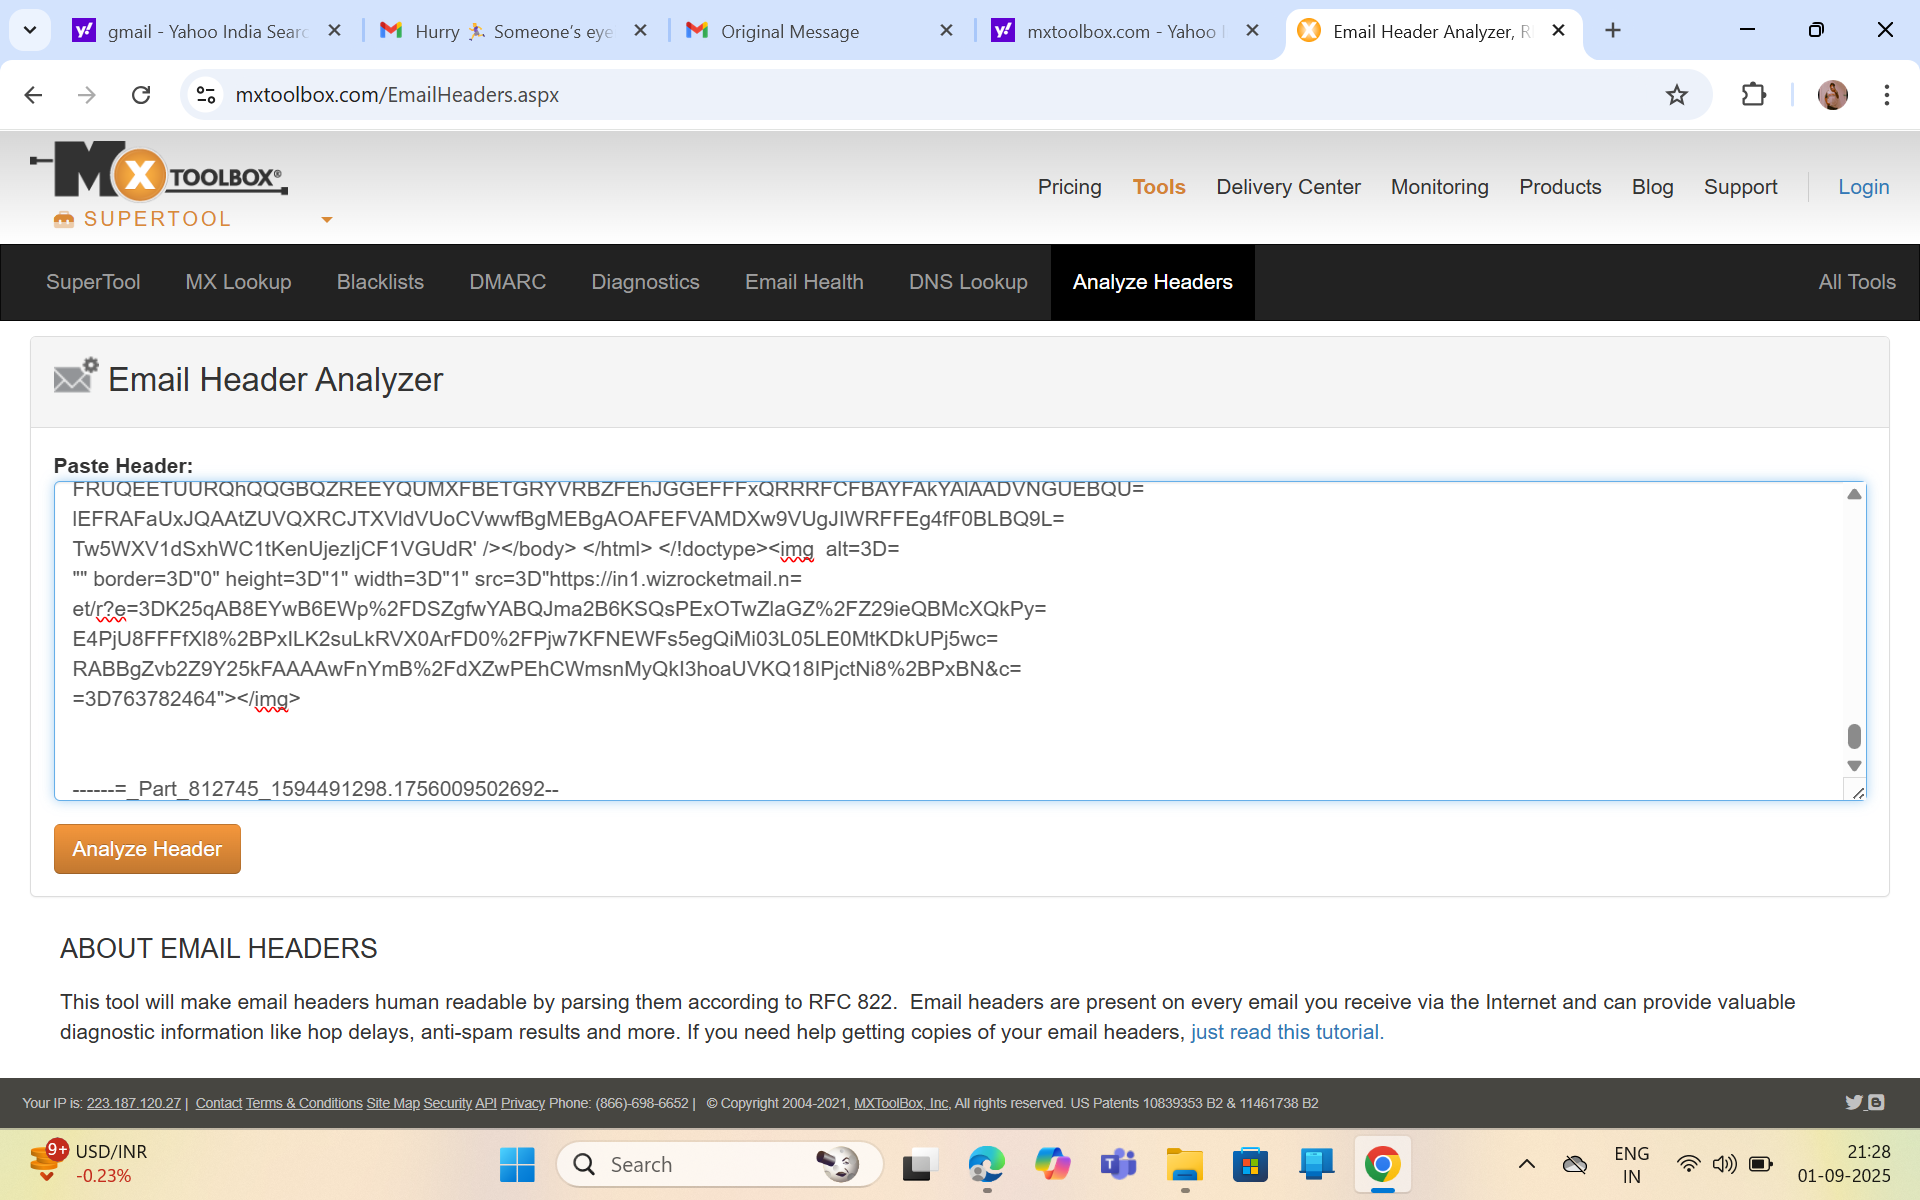 gmail - Yahoo India Searc
Hurry 🏃 Someone's eye
Original Message
mxtoolbox.com - Yahoo I
Email Header Analyzer, R
mxtoolbox.com/EmailHeaders.aspx
MX TOOLBOX®
SUPERTOOL
Pricing
Tools
Delivery Center
Monitoring
Products
Blog
Support
Login
SuperTool
MX Lookup
Blacklists
DMARC
Diagnostics
Email Health
DNS Lookup
Analyze Headers
All Tools
Email Header Analyzer
Paste Header:
FRUQEETUURQhQQGBQZREEYQUMXFBETGRYVRBZFEhJGGEFFFxQRRRFCFBAYFAkYAlAADVNGUEBQU=
lEFRAFaUxJQAAtZUVQXRCJTXVldVUoCVwwfBgMEBgAOAFEFVAMDXw9VUgJIWRFFEg4fF0BLBQ9L=
Tw5WXV1dSxhWC1tKenUjezIjCF1VGUdR' /></body> </html> </!doctype><img  alt=3D=
"" border=3D"0" height=3D"1" width=3D"1" src=3D"https://in1.wizrocketmail.n=
et/r?e=3DK25qAB8EYwB6EWp%2FDSZgfwYABQJma2B6KSQsPExOTwZlaGZ%2FZ29ieQBMcXQkPy=
E4PjU8FFFfXl8%2BPxILK2suLkRVX0ArFD0%2FPjw7KFNEWFs5egQiMi03L05LE0MtKDkUPj5wc=
RABBgZvb2Z9Y25kFAAAAwFnYmB%2FdXZwPEhCWmsnMyQkI3hoaUVKQ18IPjctNi8%2BPxBN&c=
=3D763782464"></img>
------=_Part_812745_1594491298.1756009502692--
Analyze Header
ABOUT EMAIL HEADERS
This tool will make email headers human readable by parsing them according to RFC 822.  Email headers are present on every email you receive via the Internet and can provide valuable
diagnostic information like hop delays, anti-spam results and more. If you need help getting copies of your email headers, just read this tutorial.
Your IP is: 223.187.120.27 |  Contact Terms & Conditions Site Map Security API Privacy Phone: (866)-698-6652 |   © Copyright 2004-2021, MXToolBox, Inc, All rights reserved. US Patents 10839353 B2 & 11461738 B2
9+
USD/INR
-0.23%
Search
ENG
IN
21:28
01-09-2025